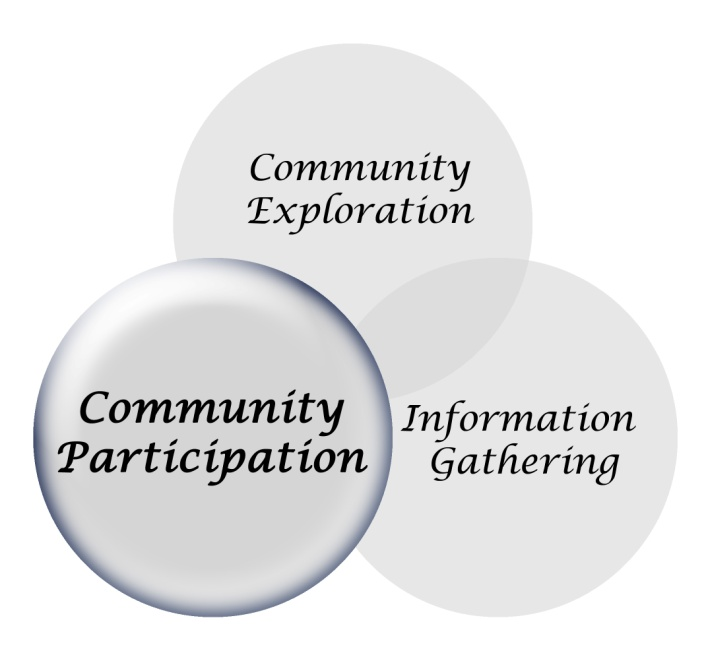 Community
Exploration
Community
Participation
Information
Gathering